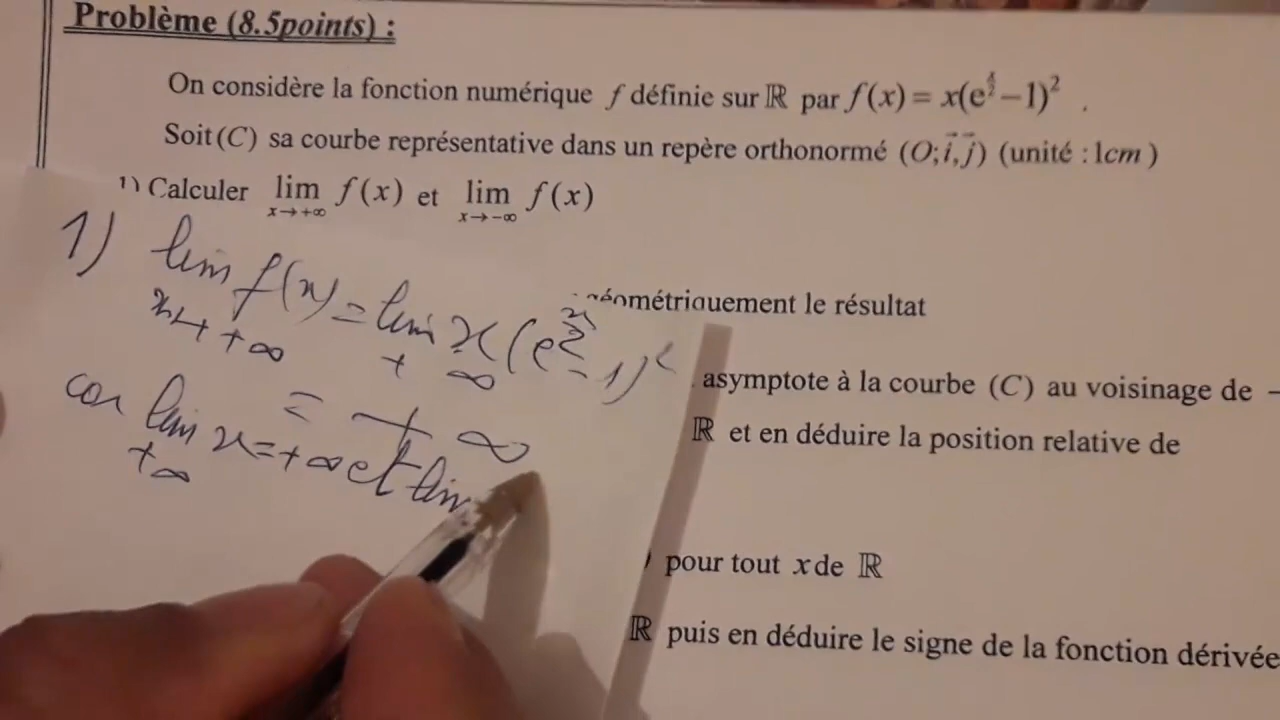 Problème (8.5points) :
On considère la fonction numérique f définie sur ℝ par f(x) = x(e^{x/2} −1)² .
Soit (C) sa courbe représentative dans un repère orthonormé (O; i⃗, j⃗) (unité : 1cm )
1) Calculer lim x→+∞ f(x) et lim x→−∞ f(x)
1) lim x→+∞ f(x) = lim +∞ x(e^{x/2} − 1)²
= +∞
car lim +∞ x = +∞ et lim
géométriquement le résultat
asymptote à la courbe (C) au voisinage de −
ℝ et en déduire la position relative de
) pour tout x de ℝ
ℝ puis en déduire le signe de la fonction dérivée